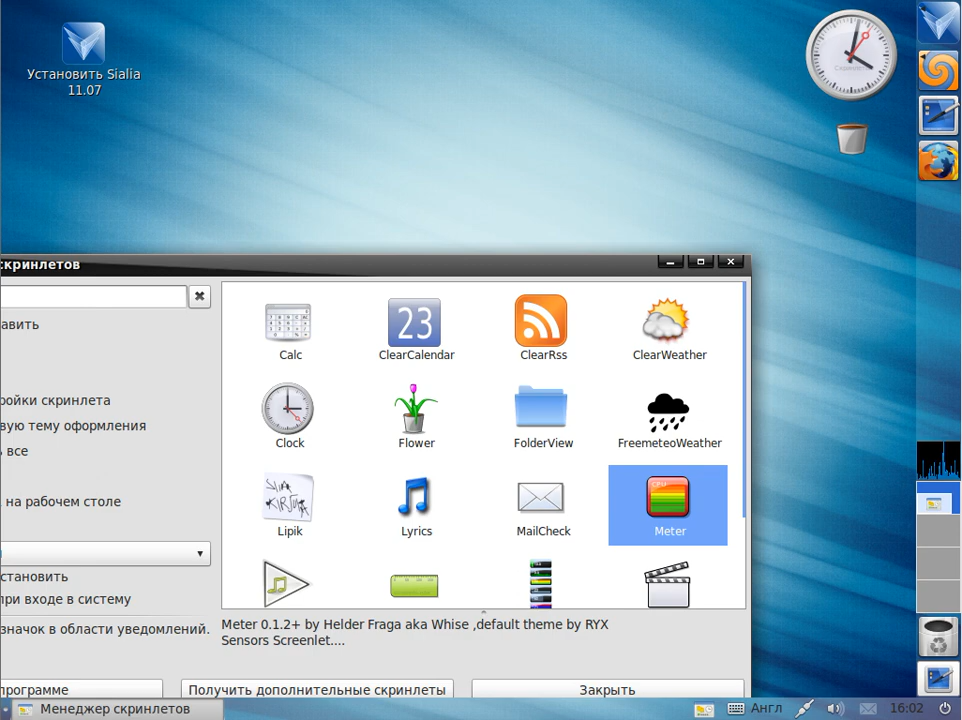 Установить Sialia
11.07
скринлетов
Calc
ClearCalendar
23
ClearRss
ClearWeather
Clock
Flower
FolderView
FreemeteoWeather
Lipik
Lyrics
MailCheck
CPU
Meter
авить
ройки скринлета
вую тему оформления
ь все
на рабочем столе
становить
при входе в систему
значок в области уведомлений.
Meter 0.1.2+ by Helder Fraga aka Whise ,default theme by RYX
Sensors Screenlet....
программе
Получить дополнительные скринлеты
Закрыть
Менеджер скринлетов
Англ
16:02